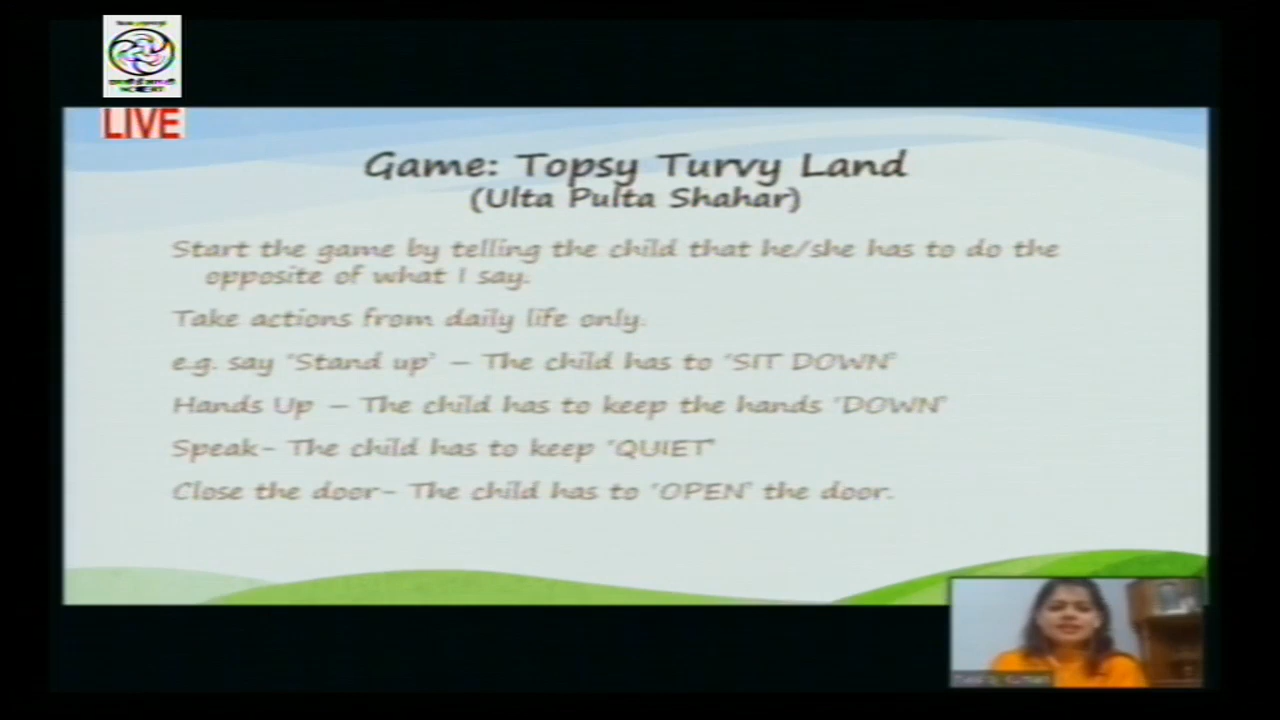 NCERT
LIVE
Game: Topsy Turvy Land
(Ulta Pulta Shahar)
Start the game by telling the child that he/she has to do the
opposite of what I say.
Take actions from daily life only.
e.g. say "Stand up" – The child has to "SIT DOWN"
Hands Up – The child has to keep the hands "DOWN"
Speak– The child has to keep "QUIET"
Close the door– The child has to "OPEN" the door.